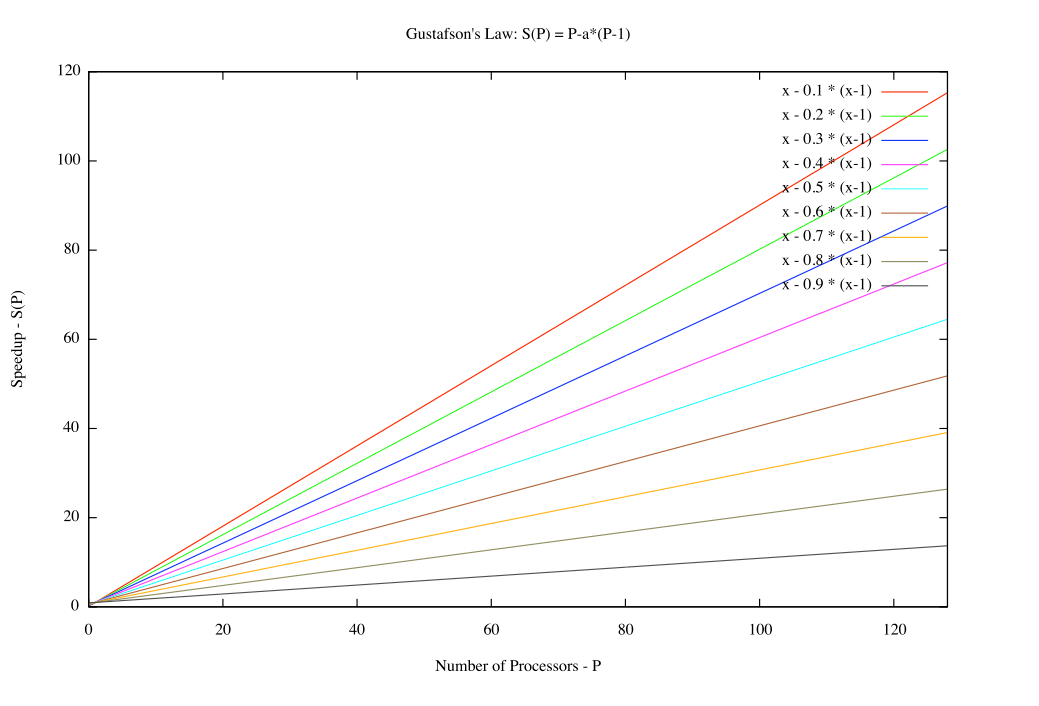 Gustafson's Law: S(P) = P-a*(P-1)
120
100
80
60
40
20
0
Speedup - S(P)
x - 0.1 * (x-1)
x - 0.2 * (x-1)
x - 0.3 * (x-1)
x - 0.4 * (x-1)
x - 0.5 * (x-1)
x - 0.6 * (x-1)
x - 0.7 * (x-1)
x - 0.8 * (x-1)
x - 0.9 * (x-1)
0 20 40 60 80 100 120
Number of Processors - P